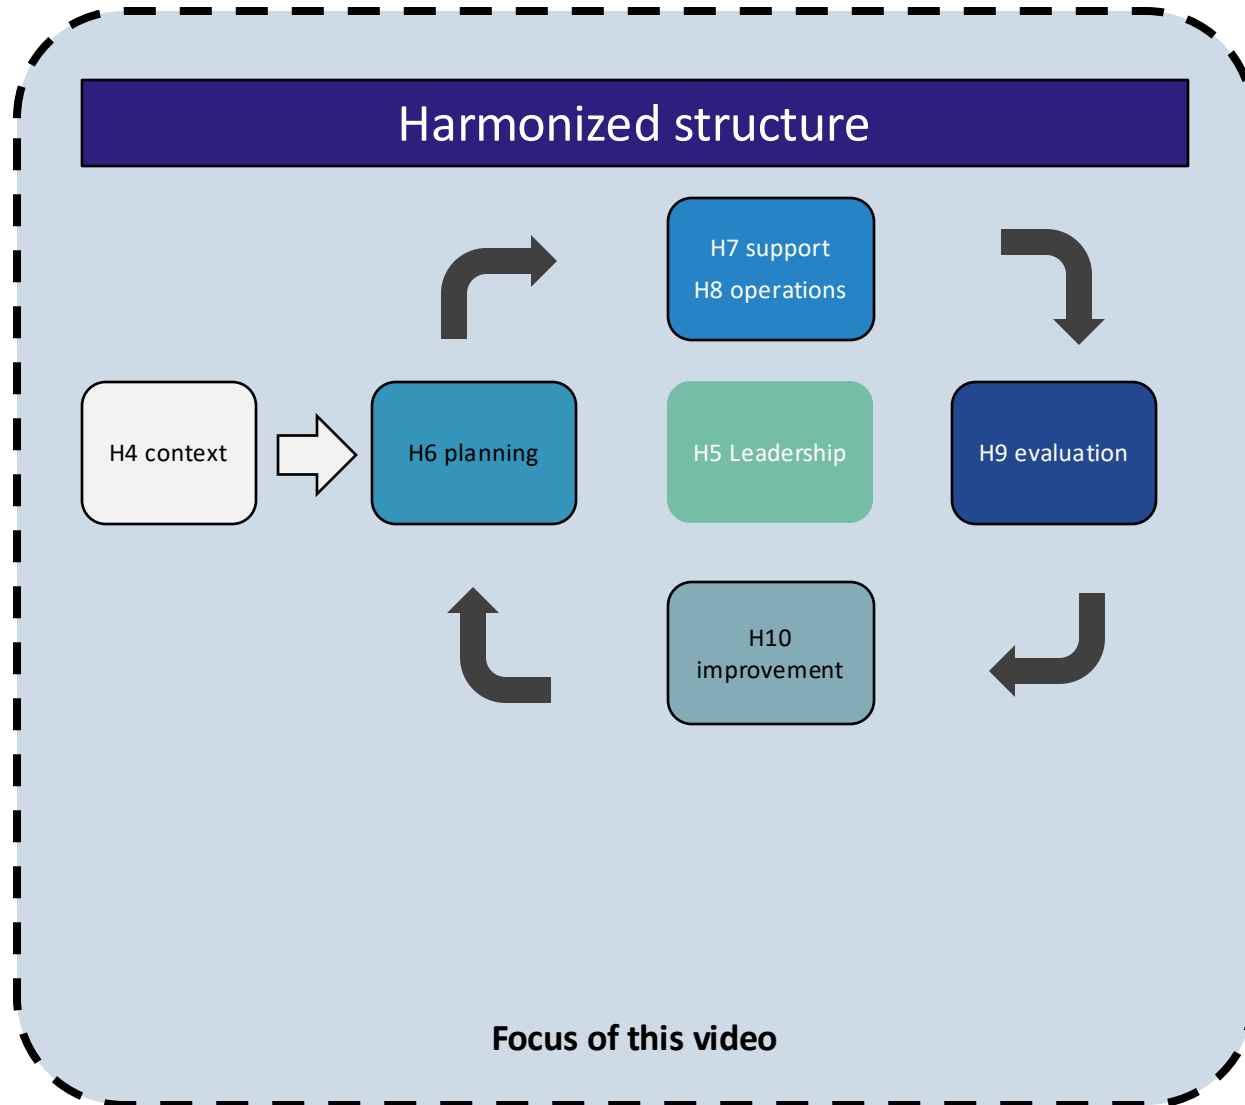 Harmonized structure
H7 support
H8 operations
H4 context
H6 planning
H5 Leadership
H9 evaluation
H10
improvement
Focus of this video